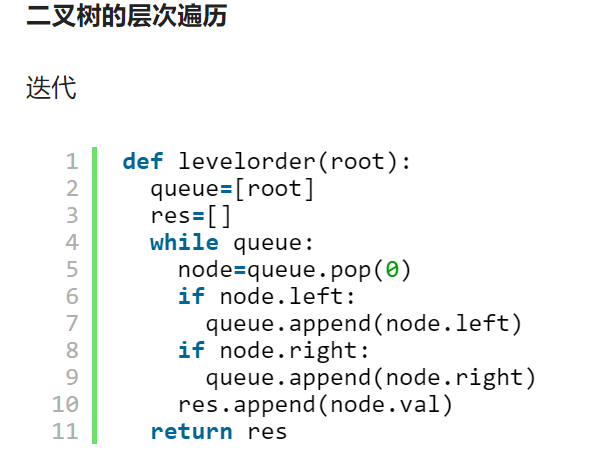 二叉树的层次遍历
迭代
1 def levelorder(root):
2   queue=[root]
3   res=[]
4   while queue:
5     node=queue.pop(0)
6     if node.left:
7       queue.append(node.left)
8     if node.right:
9       queue.append(node.right)
10     res.append(node.val)
11   return res